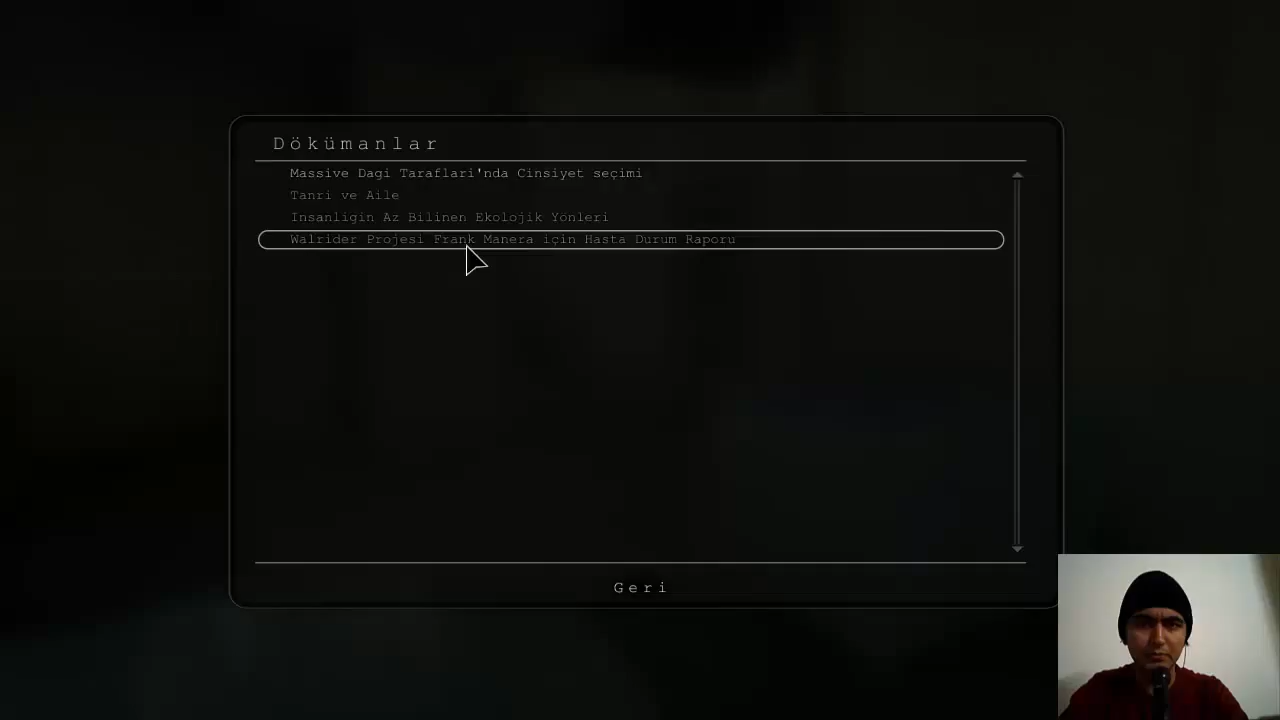 Dökümanlar
Massive Dagi Taraflari'nda Cinsiyet seçimi
Tanri ve Aile
Insanligin Az Bilinen Ekolojik Yönleri
Walrider Projesi Frank Manera için Hasta Durum Raporu
Geri